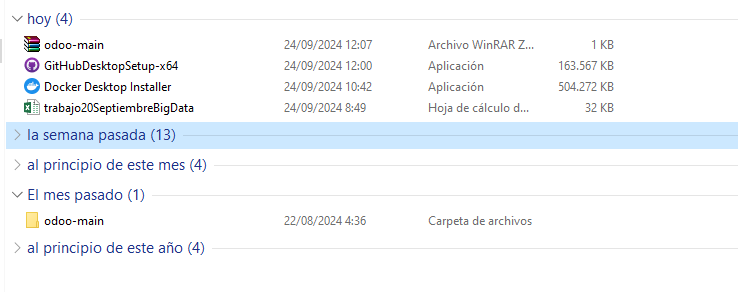 hoy (4)
odoo-main 24/09/2024 12:07 Archivo WinRAR Z... 1 KB
GitHubDesktopSetup-x64 24/09/2024 12:00 Aplicación 163.567 KB
Docker Desktop Installer 24/09/2024 10:42 Aplicación 504.272 KB
trabajo20SeptiembreBigData 24/09/2024 8:49 Hoja de cálculo d... 32 KB
la semana pasada (13)
al principio de este mes (4)
El mes pasado (1)
odoo-main 22/08/2024 4:36 Carpeta de archivos
al principio de este año (4)